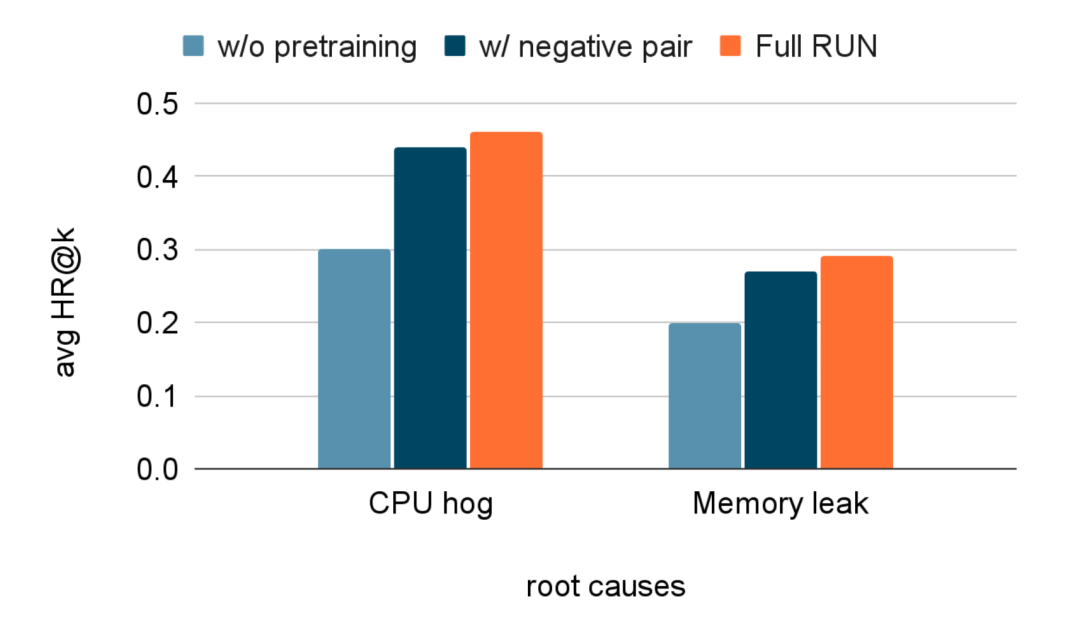 w/o pretraining w/ negative pair Full RUN
0.5
0.4
0.3
0.2
0.1
0.0
avg HR@k
CPU hog Memory leak
root causes